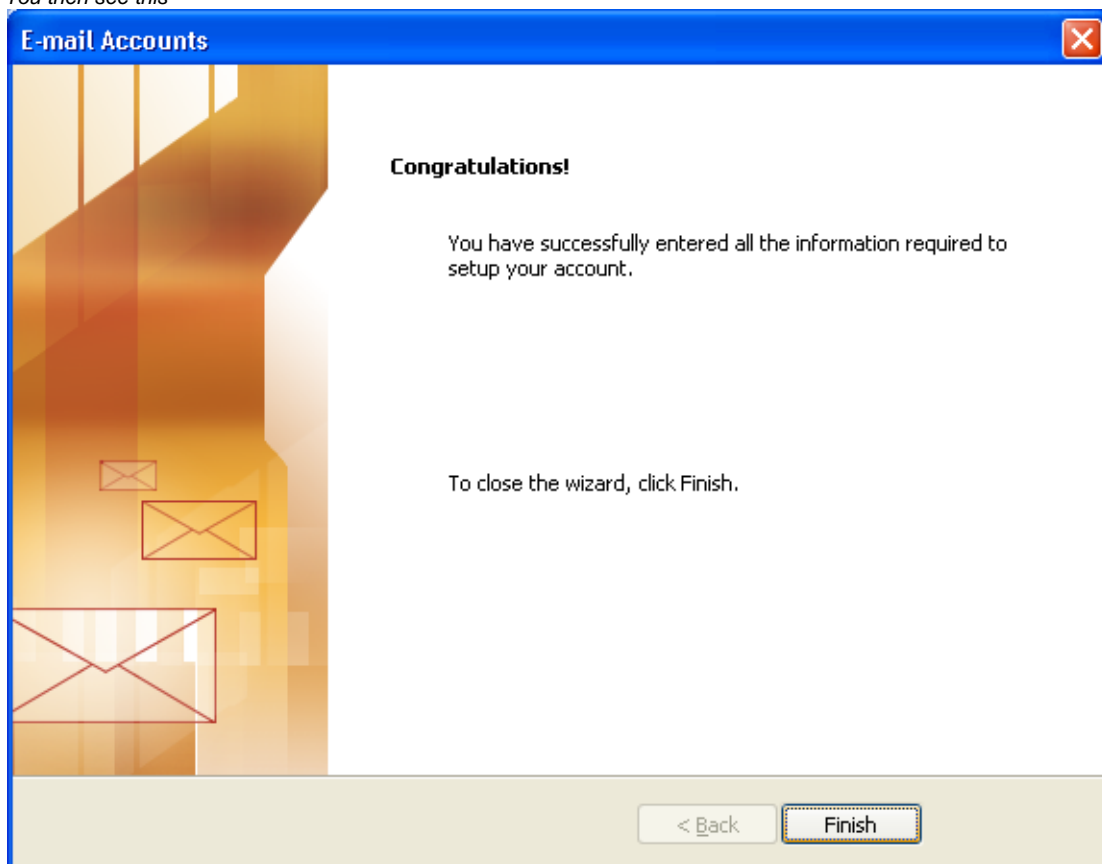 You then see this
E-mail Accounts
Congratulations!
You have successfully entered all the information required to
setup your account.
To close the wizard, click Finish.
< Back
Finish